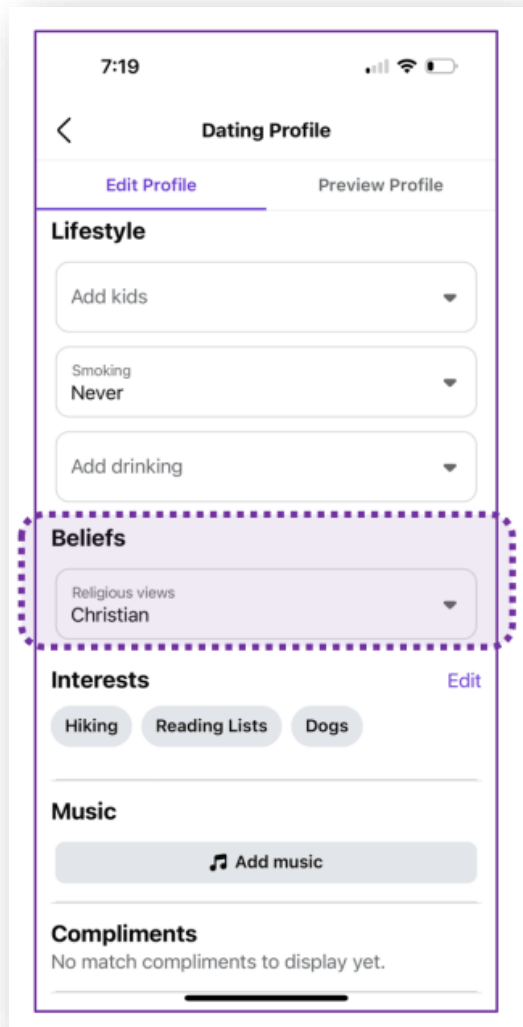 7:19
Dating Profile
Edit Profile Preview Profile
Lifestyle
Add kids
Smoking
Never
Add drinking
Beliefs
Religious views
Christian
Interests Edit
Hiking Reading Lists Dogs
Music
Add music
Compliments
No match compliments to display yet.